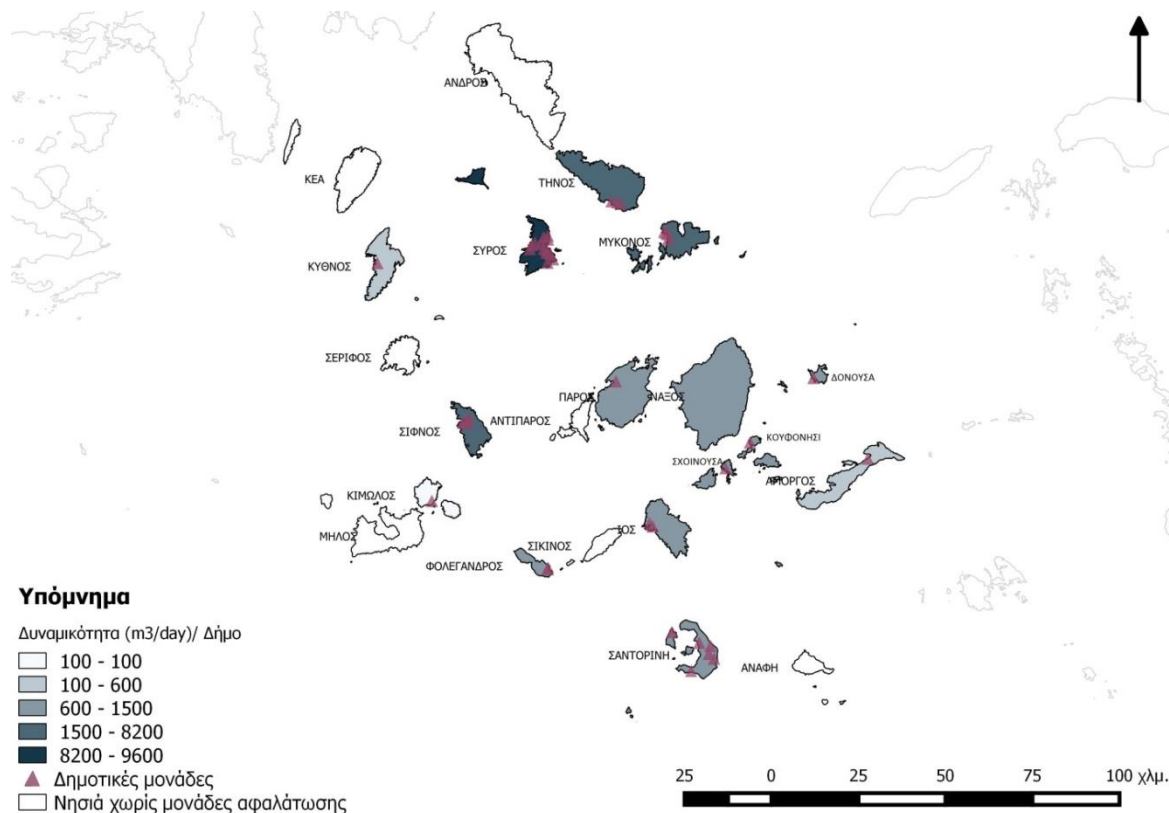 ΑΝΔΡΟΣ
ΚΕΑ
ΤΗΝΟΣ
ΣΥΡΟΣ
ΜΥΚΟΝΟΣ
ΚΥΘΝΟΣ
ΣΕΡΙΦΟΣ
ΔΟΝΟΥΣΑ
ΠΑΡΟΣ
ΝΑΞΟΣ
ΑΝΤΙΠΑΡΟΣ
ΣΙΦΝΟΣ
ΚΟΥΦΟΝΗΣΙ
ΣΧΟΙΝΟΥΣΑ
ΑΜΟΡΓΟΣ
ΚΙΜΩΛΟΣ
ΜΗΛΟΣ
ΙΟΣ
ΣΙΚΙΝΟΣ
ΦΟΛΕΓΑΝΔΡΟΣ
ΣΑΝΤΟΡΙΝΗ
ΑΝΑΦΗ
Υπόμνημα
Δυναμικότητα (m3/day)/ Δήμο
100 - 100
100 - 600
600 - 1500
1500 - 8200
8200 - 9600
Δημοτικές μονάδες
Νησιά χωρίς μονάδες αφαλάτωσης
25 0 25 50 75 100 χλμ.